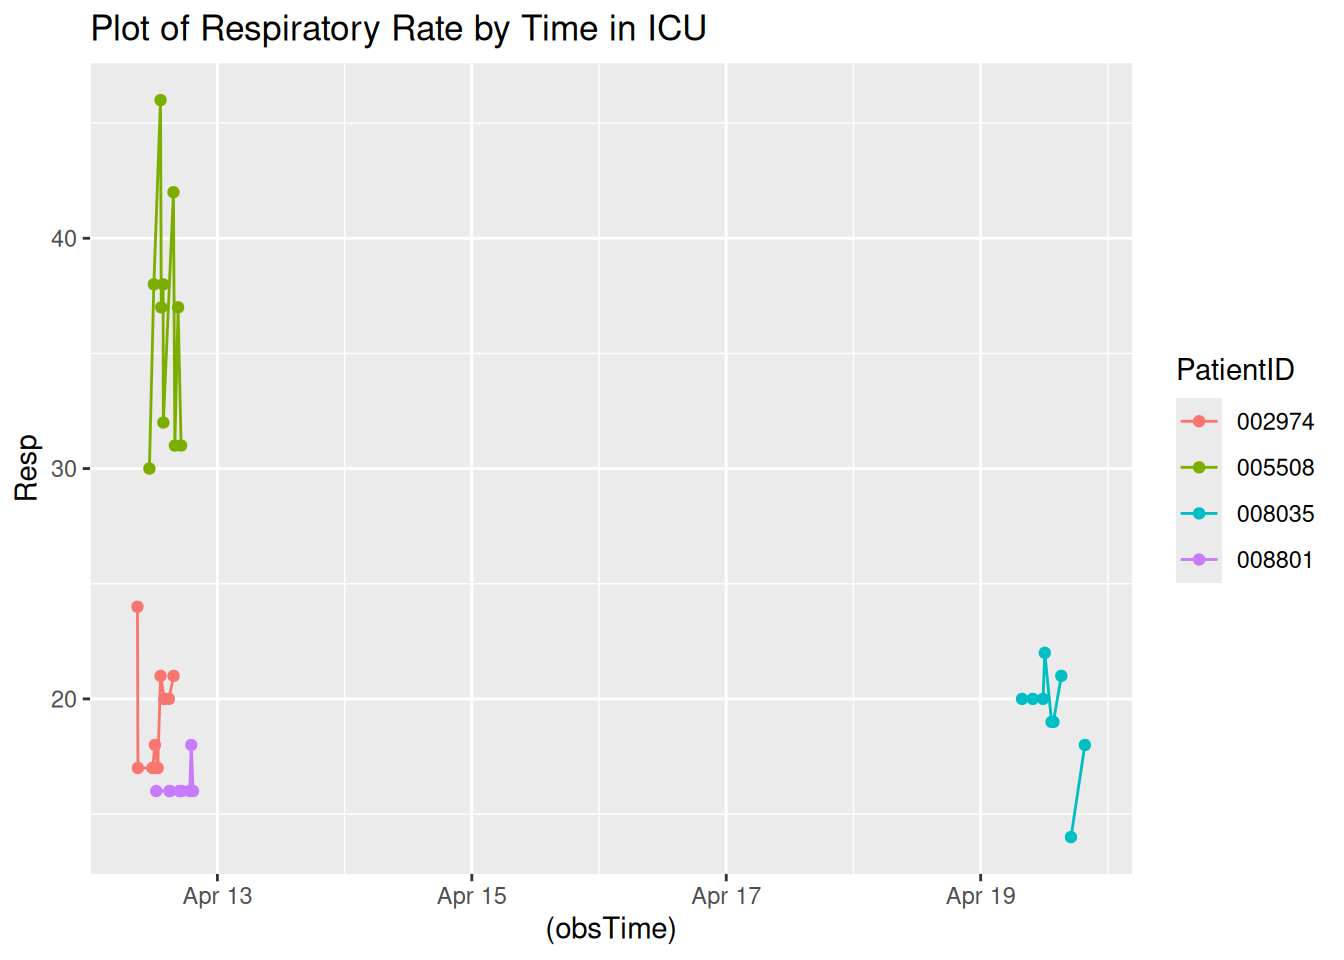 Plot of Respiratory Rate by Time in ICU
40
30
20
Resp
Apr 13
Apr 15
Apr 17
Apr 19
(obsTime)
PatientID
002974
005508
008035
008801